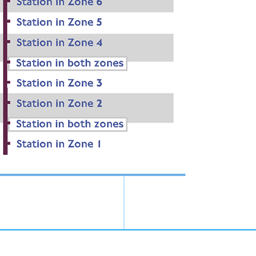 Station in Zone 6
Station in Zone 5
Station in Zone 4
Station in both zones
Station in Zone 3
Station in Zone 2
Station in both zones
Station in Zone 1